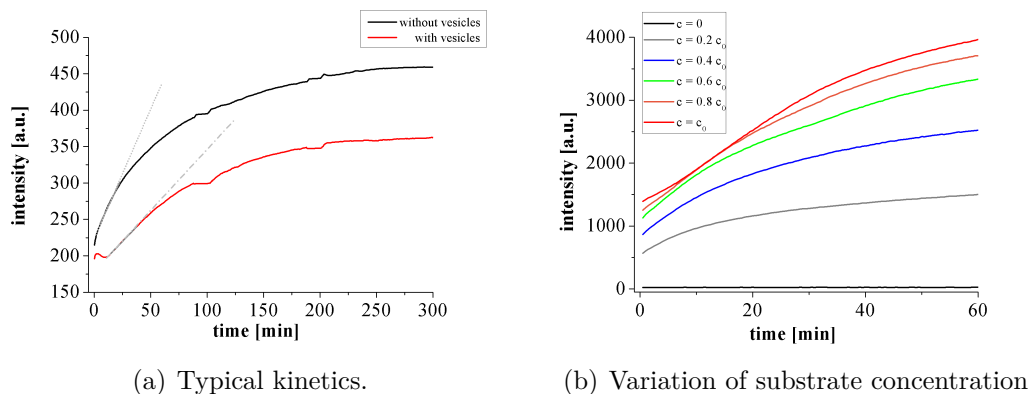 without vesicles
with vesicles
500
450
400
350
300
250
200
150
0
50
100
150
200
250
300
intensity [a.u.]
time [min]
(a) Typical kinetics.
c = 0
c = 0.2 c₀
c = 0.4 c₀
c = 0.6 c₀
c = 0.8 c₀
c = c₀
4000
3000
2000
1000
0
0
20
40
60
intensity [a.u.]
time [min]
(b) Variation of substrate concentration